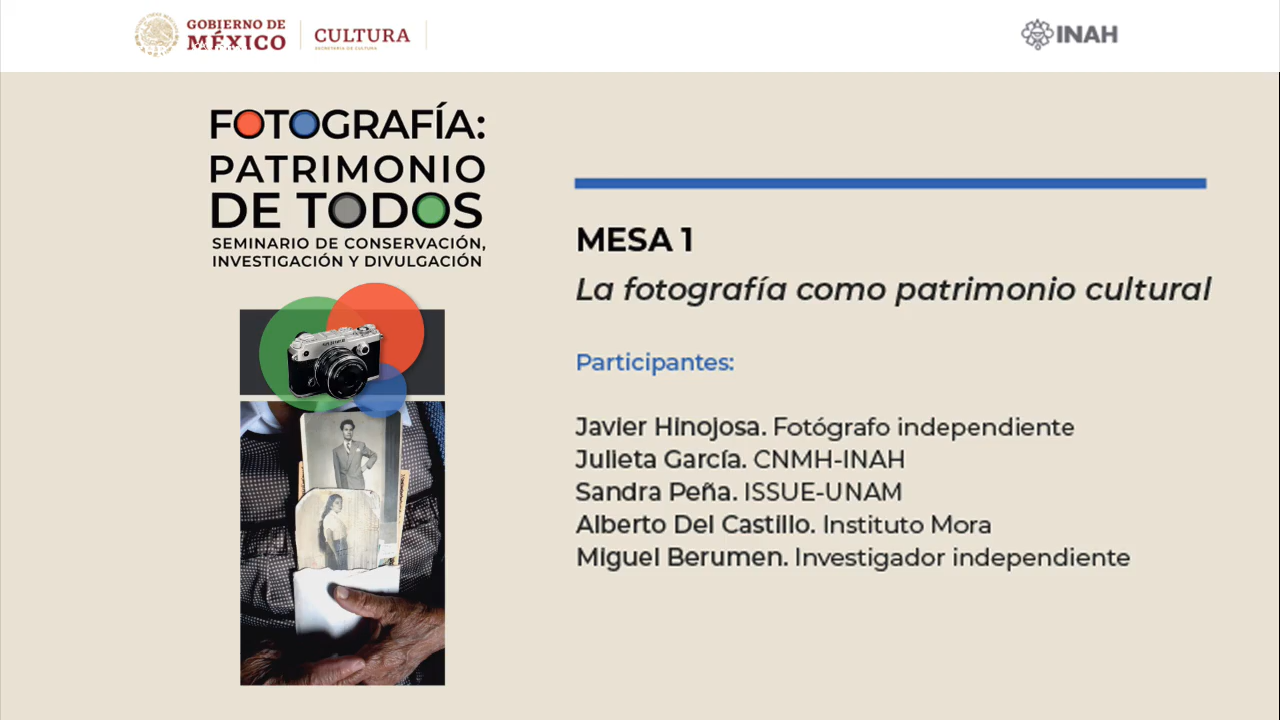 GOBIERNO DE
MÉXICO
CULTURA
SECRETARÍA DE CULTURA
INAH
FOTOGRAFÍA:
PATRIMONIO
DE TODOS
SEMINARIO DE CONSERVACIÓN,
INVESTIGACIÓN Y DIVULGACIÓN
MESA 1
La fotografía como patrimonio cultural
Participantes:
Javier Hinojosa. Fotógrafo independiente
Julieta García. CNMH-INAH
Sandra Peña. ISSUE-UNAM
Alberto Del Castillo. Instituto Mora
Miguel Berumen. Investigador independiente